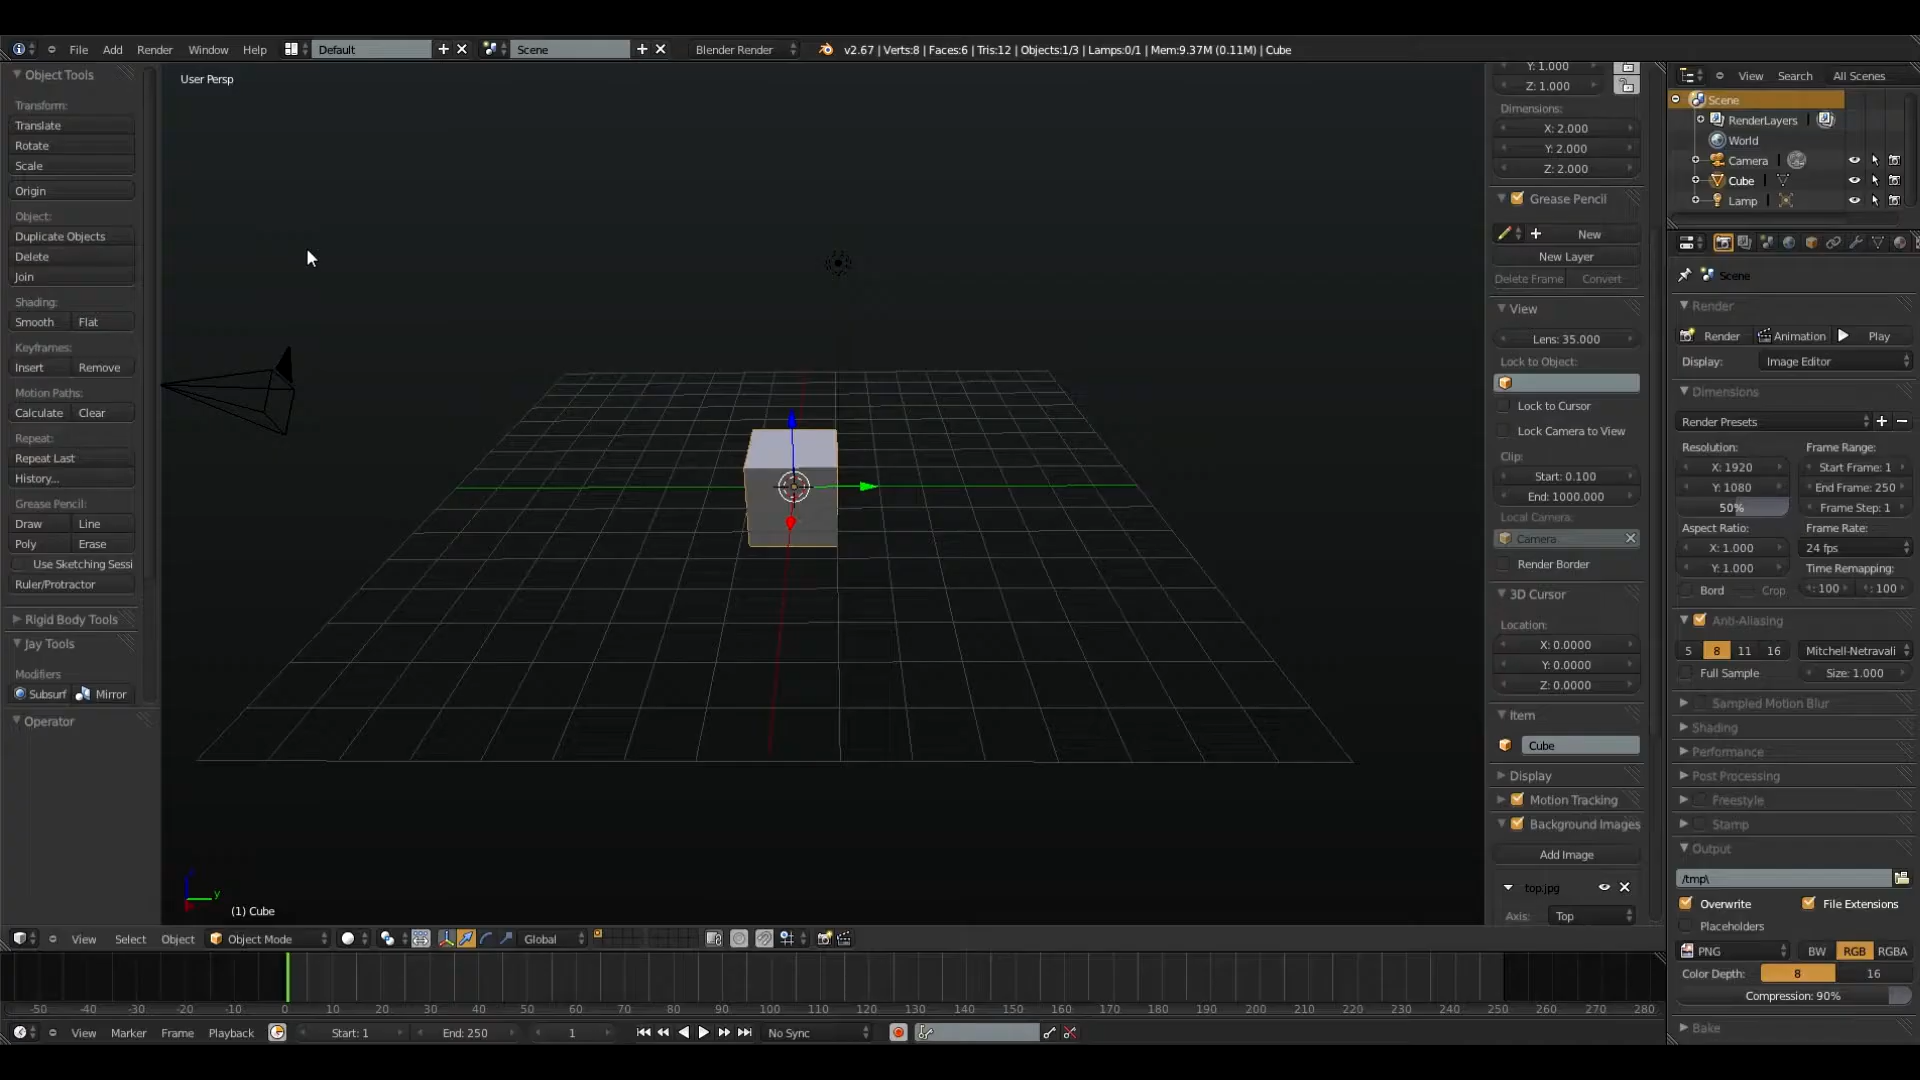 File Add Render Window Help Default Scene Blender Render v2.67 | Verts:8 | Faces:6 | Tris:12 | Objects:1/3 | Lamps:0/1 | Mem:9.37M (0.11M) | Cube
Object Tools
Transform:
Translate
Rotate
Scale
Origin
Object:
Duplicate Objects
Delete
Join
Shading:
Smooth Flat
Keyframes:
Insert Remove
Motion Paths:
Calculate Clear
Repeat:
Repeat Last
History...
Grease Pencil:
Draw Line
Poly Erase
Use Sketching Sessi
Ruler/Protractor
Rigid Body Tools
Jay Tools
Modifiers
Subsurf Mirror
Operator
User Persp
y
(1) Cube
Y: 1.000
Z: 1.000
Dimensions:
X: 2.000
Y: 2.000
Z: 2.000
Grease Pencil
New
New Layer
Delete Frame Convert
View
Lens: 35.000
Lock to Object:
Lock to Cursor
Lock Camera to View
Clip:
Start: 0.100
End: 1000.000
Local Camera:
Camera
Render Border
3D Cursor
Location:
X: 0.0000
Y: 0.0000
Z: 0.0000
Item
Cube
Display
Motion Tracking
Background Images
Add Image
top.jpg
Axis: Top
View Search All Scenes
Scene
RenderLayers
World
Camera
Cube
Lamp
Scene
Render
Render Animation Play
Display: Image Editor
Dimensions
Render Presets
Resolution: Frame Range:
X: 1920 Start Frame: 1
Y: 1080 End Frame: 250
50% Frame Step: 1
Aspect Ratio: Frame Rate:
X: 1.000 24 fps
Y: 1.000 Time Remapping:
Bord Crop : 100 : 100
Anti-Aliasing
5 8 11 16 Mitchell-Netravali
Full Sample Size: 1.000
Sampled Motion Blur
Shading
Performance
Post Processing
Freestyle
Stamp
Output
/tmp\
Overwrite File Extensions
Placeholders
PNG BW RGB RGBA
Color Depth: 8 16
Compression: 90%
Bake
View Select Object Object Mode Global
-50 -40 -30 -20 -10 0 10 20 30 40 50 60 70 80 90 100 110 120 130 140 150 160 170 180 190 200 210 220 230 240 250 260 270 280
View Marker Frame Playback Start: 1 End: 250 1 No Sync